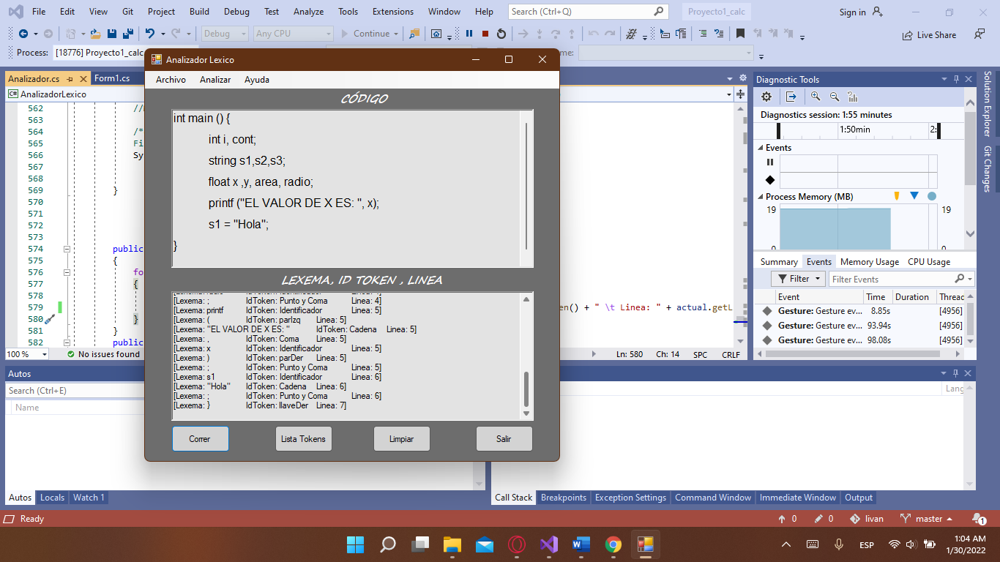 File Edit View Git Project Build Debug Test Analyze Tools Extensions Window Help Search (Ctrl+Q) Proyecto1_calc Sign in
Debug Any CPU Continue Live Share
Process: [18776] Proyecto1_calc
Analizador Lexico
Analizador.cs Form1.cs
Archivo Analizar Ayuda
AnalizadorLexico
CÓDIGO
int main () {
int i, cont;
string s1,s2,s3;
float x ,y, area, radio;
printf ("EL VALOR DE X ES: ", x);
s1 = "Hola";
}
LEXEMA, ID TOKEN , LINEA
[Lexema: ; IdToken: Punto y Coma Linea: 4]
[Lexema: printf IdToken: Identificador Linea: 5]
[Lexema: ( IdToken: parIzq Linea: 5]
[Lexema: "EL VALOR DE X ES: " IdToken: Cadena Linea: 5]
[Lexema: , IdToken: Coma Linea: 5]
[Lexema: x IdToken: Identificador Linea: 5]
[Lexema: ) IdToken: parDer Linea: 5]
[Lexema: ; IdToken: Punto y Coma Linea: 5]
[Lexema: s1 IdToken: Identificador Linea: 6]
[Lexema: "Hola" IdToken: Cadena Linea: 6]
[Lexema: ; IdToken: Punto y Coma Linea: 6]
[Lexema: } IdToken: llaveDer Linea: 7]
Correr Lista Tokens Limpiar Salir
562
563
564 /*
565 Fi
566 Sy
567
568
569 }
570
571
572
573
574 public
575 {
576 fo
577 {
578
579 en() + " \t Linea: " + actual.getL
580 }
581 }
582 public
100 % No issues found Ln: 580 Ch: 14 SPC CRLF
Diagnostic Tools
Diagnostics session: 1:55 minutes
1:50min 2:
Events
Process Memory (MB)
19 19
0 0
Summary Events Memory Usage CPU Usage
Filter Filter Events
Event Time Duration Thread
Gesture: Gesture ev... 8.85s [4956]
Gesture: Gesture ev... 93.94s [4956]
Gesture: Gesture ev... 98.08s [4956]
Solution Explorer
Git Changes
Autos
Search (Ctrl+E)
Name Lang
Autos Locals Watch 1
Call Stack Breakpoints Exception Settings Command Window Immediate Window Output
Ready 0 0 livan master 1
ESP 1:04 AM
1/30/2022